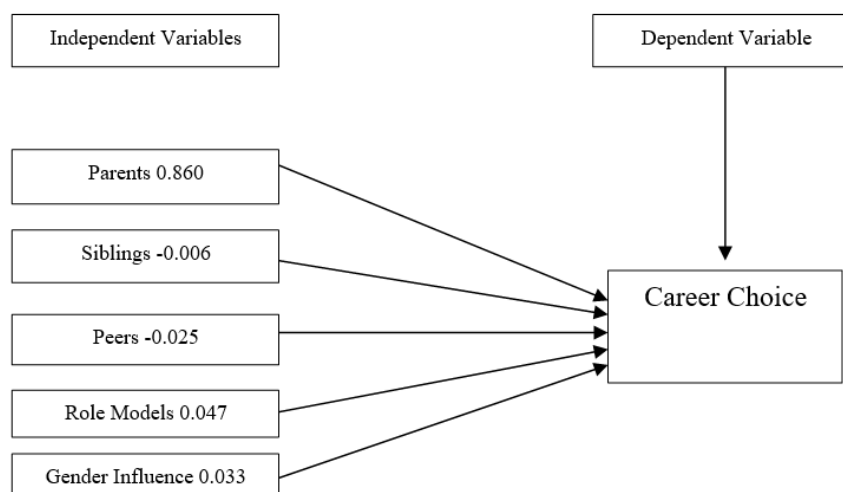 Independent Variables
Dependent Variable
Parents 0.860
Siblings -0.006
Career Choice
Peers -0.025
Role Models 0.047
Gender Influence 0.033